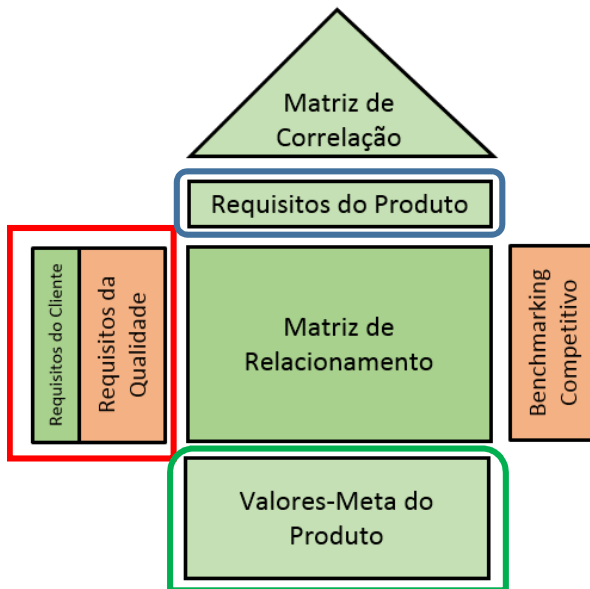 Matriz de
Correlação
Requisitos do Produto
Requisitos do Cliente
Requisitos da
Qualidade
Matriz de
Relacionamento
Benchmarking
Competitivo
Valores-Meta do
Produto